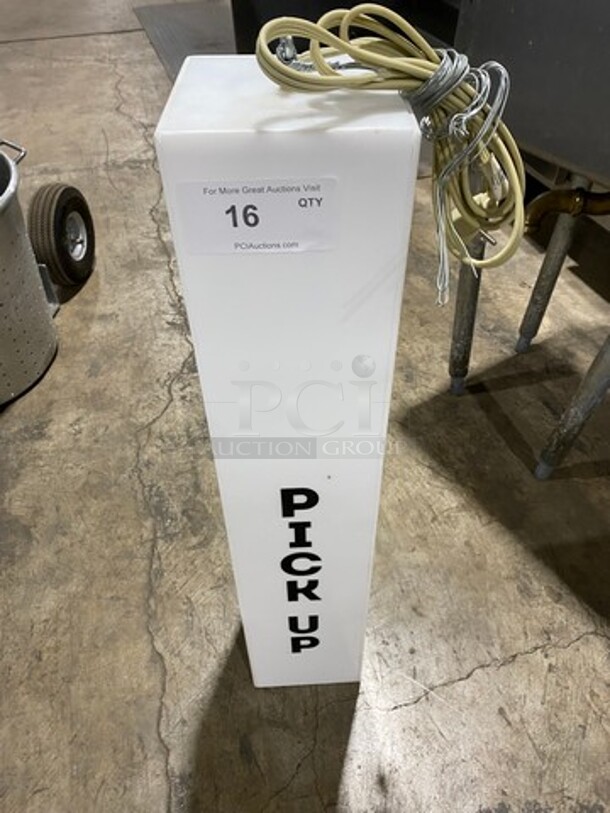 For More Great Auctions Visit
16 QTY
PCIAuctions.com
PCI
AUCTION GROUP
PICK UP